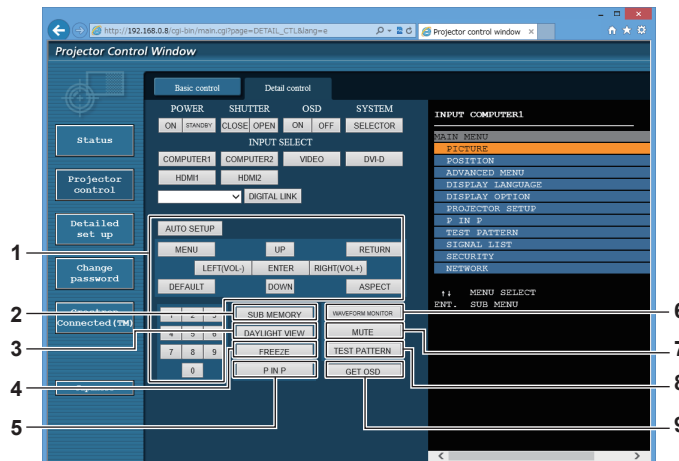 http://192.168.0.8/cgi-bin/main.cgi?page=DETAIL_CTL&lang=e
Projector control window ×
Projector Control Window
Basic control Detail control
POWER SHUTTER OSD SYSTEM
ON STANDBY CLOSE OPEN ON OFF SELECTOR
INPUT SELECT
COMPUTER1 COMPUTER2 VIDEO DVI-D
HDMI1 HDMI2
DIGITAL LINK
AUTO SETUP
MENU UP RETURN
LEFT(VOL-) ENTER RIGHT(VOL+)
DEFAULT DOWN ASPECT
SUB MEMORY WAVEFORM MONITOR
DAYLIGHT VIEW MUTE
7 8 9 FREEZE TEST PATTERN
0 P IN P GET OSD
Status
Projector
control
Detailed
set up
Change
password
Connected(TM)
INPUT COMPUTER1
MAIN MENU
PICTURE
POSITION
ADVANCED MENU
DISPLAY LANGUAGE
DISPLAY OPTION
PROJECTOR SETUP
P IN P
TEST PATTERN
SIGNAL LIST
SECURITY
NETWORK
↑↓ MENU SELECT
ENT. SUB MENU
1
2
3
4
5
6
7
8
9